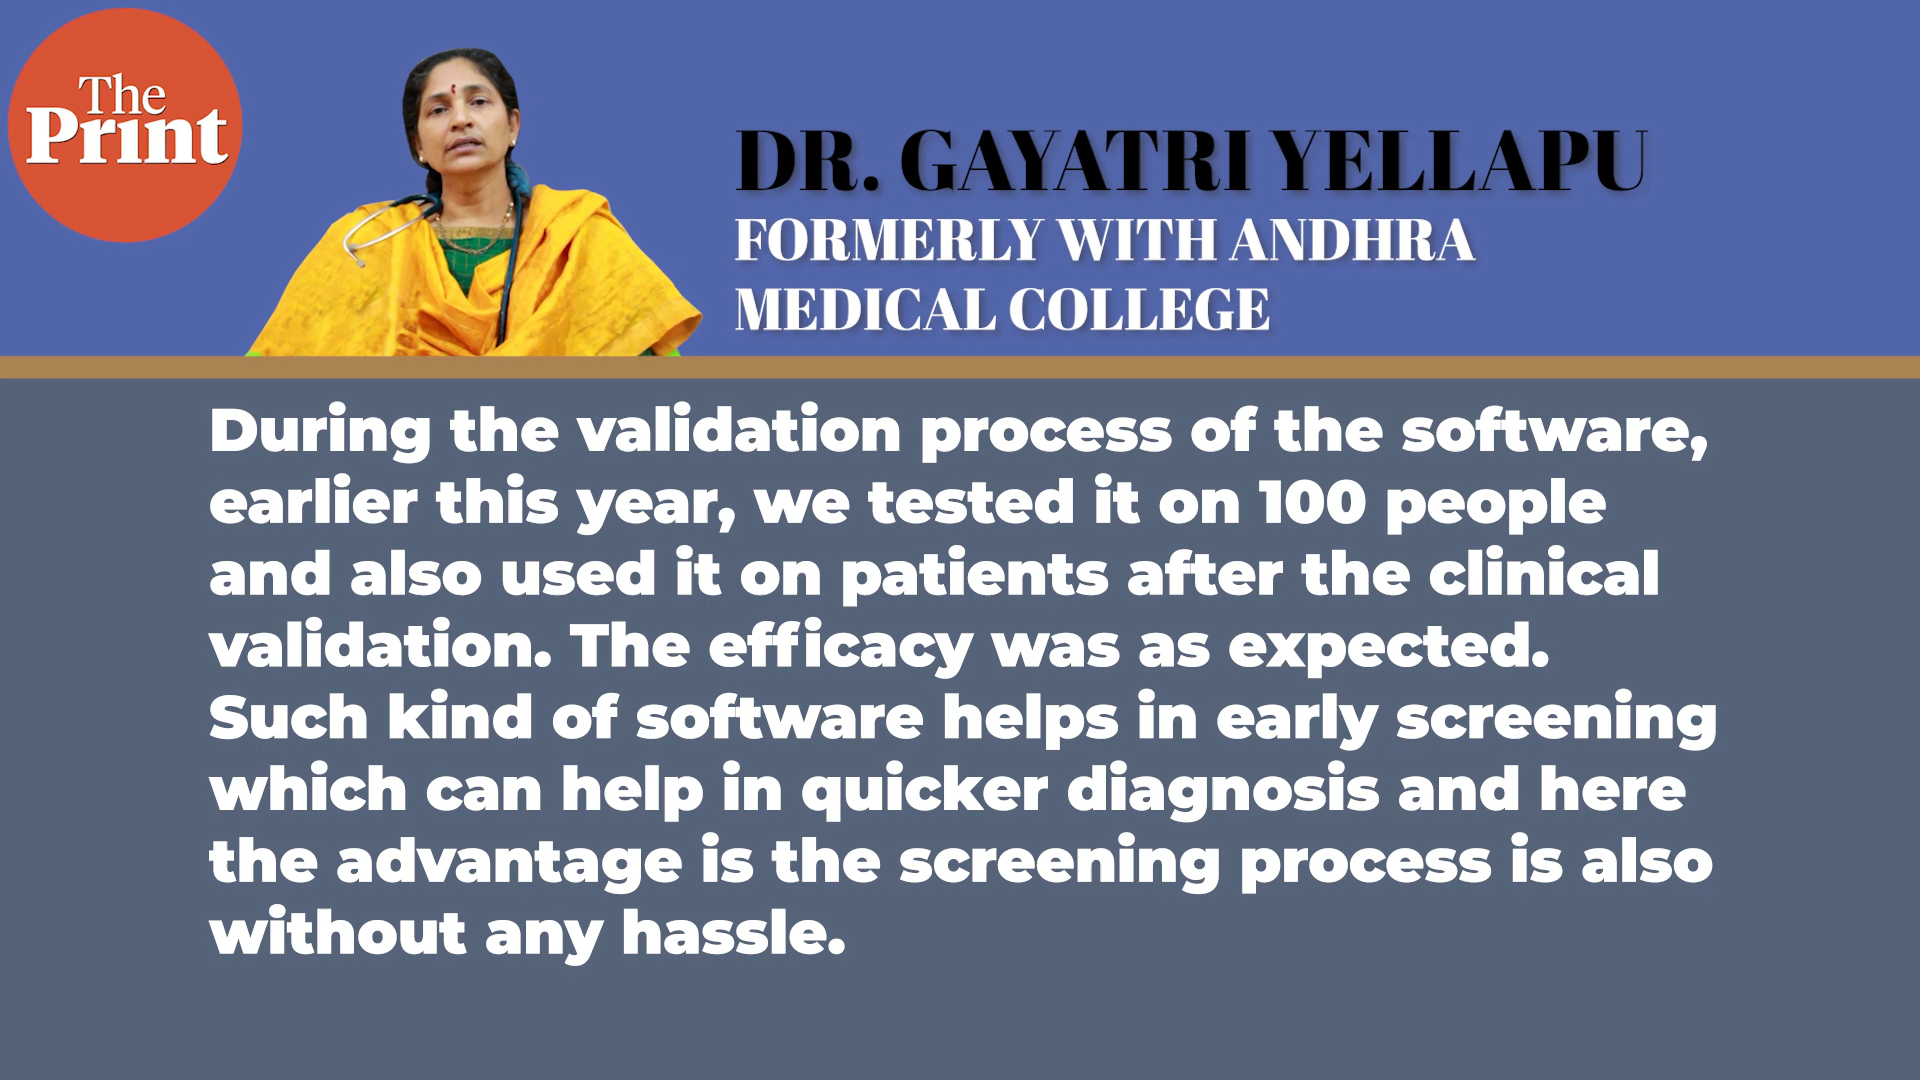 The
Print
DR. GAYATRI YELLAPU
FORMERLY WITH ANDHRA
MEDICAL COLLEGE
During the validation process of the software,
earlier this year, we tested it on 100 people
and also used it on patients after the clinical
validation. The efficacy was as expected.
Such kind of software helps in early screening
which can help in quicker diagnosis and here
the advantage is the screening process is also
without any hassle.